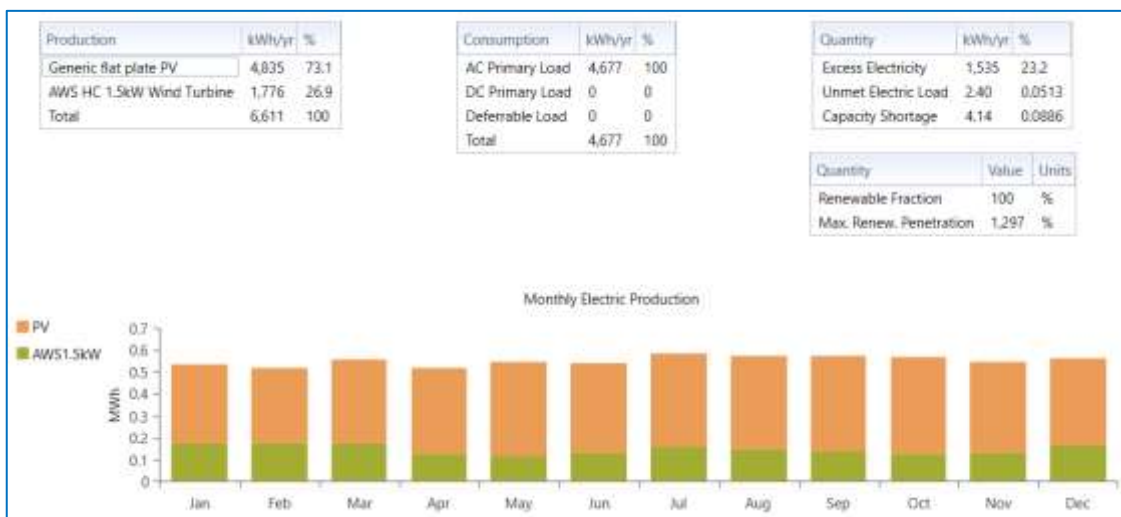 Production kWh/yr %
Generic flat plate PV 4,835 73.1
AWS HC 1.5kW Wind Turbine 1,776 26.9
Total 6,611 100
Consumption kWh/yr %
AC Primary Load 4,677 100
DC Primary Load 0 0
Deferrable Load 0 0
Total 4,677 100
Quantity kWh/yr %
Excess Electricity 1,535 23.2
Unmet Electric Load 2.40 0.0513
Capacity Shortage 4.14 0.0886
Quantity Value Units
Renewable Fraction 100 %
Max. Renew. Penetration 1,297 %
Monthly Electric Production
PV
AWS1.5kW
MWh
0.7
0.6
0.5
0.4
0.3
0.2
0.1
0
Jan Feb Mar Apr May Jun Jul Aug Sep Oct Nov Dec